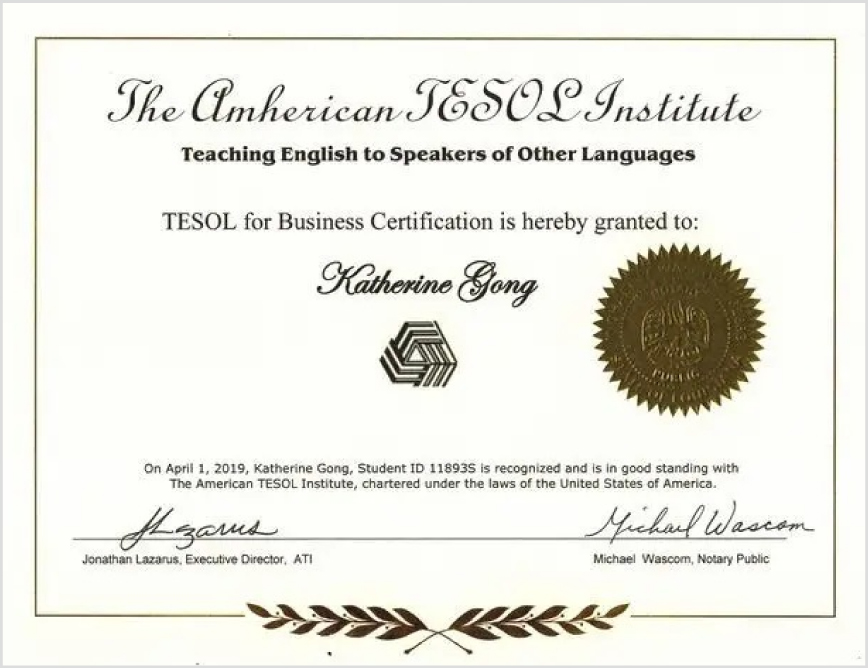 The Amherican TESOL Institute
Teaching English to Speakers of Other Languages
TESOL for Business Certification is hereby granted to:
Katherine Gong
PUBLIC
On April 1, 2019, Katherine Gong, Student ID 11893S is recognized and is in good standing with
The American TESOL Institute, chartered under the laws of the United States of America.
JLazarus
Michael Wascom
Jonathan Lazarus, Executive Director, ATI
Michael Wascom, Notary Public